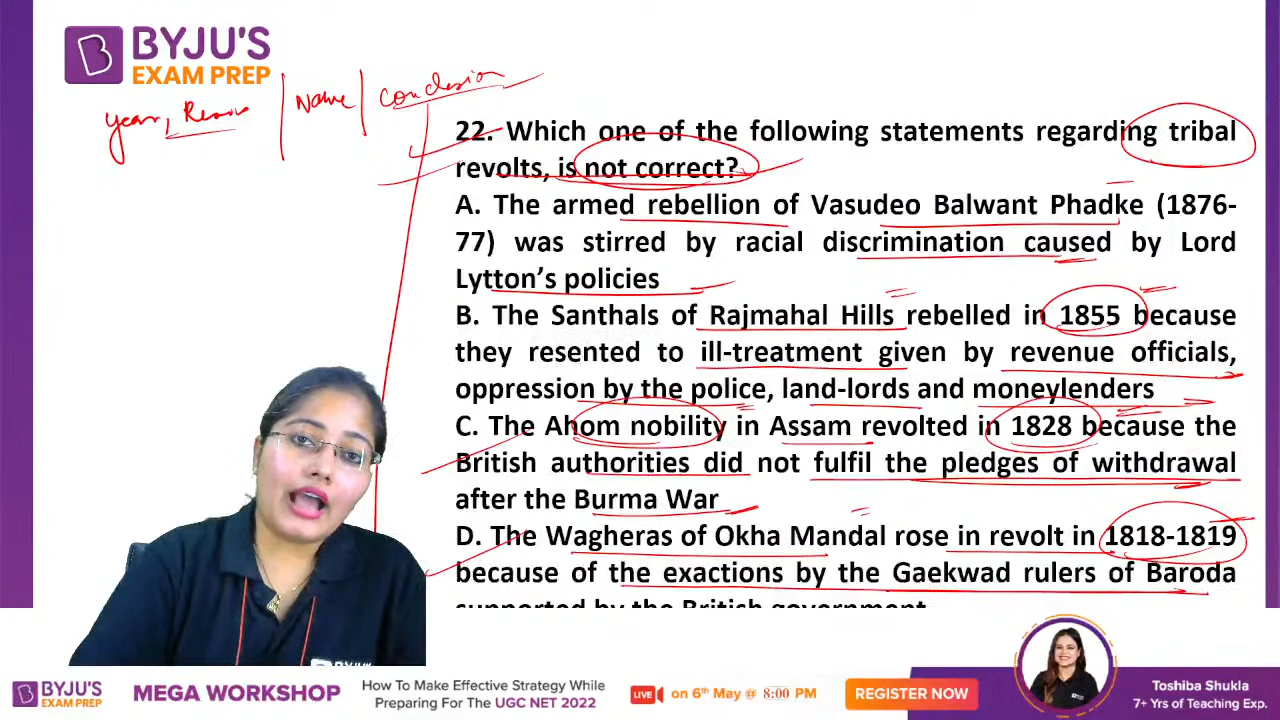 BYJU'S
EXAM PREP
year, Reason
Nature
Conclusion
22. Which one of the following statements regarding tribal
revolts, is not correct?
A. The armed rebellion of Vasudeo Balwant Phadke (1876-
77) was stirred by racial discrimination caused by Lord
Lytton's policies
B. The Santhals of Rajmahal Hills rebelled in 1855 because
they resented to ill-treatment given by revenue officials,
oppression by the police, land-lords and moneylenders
C. The Ahom nobility in Assam revolted in 1828 because the
British authorities did not fulfil the pledges of withdrawal
after the Burma War
D. The Wagheras of Okha Mandal rose in revolt in 1818-1819
because of the exactions by the Gaekwad rulers of Baroda
supported by the British government
BYJU'S
BYJU'S
EXAM PREP
MEGA WORKSHOP
How To Make Effective Strategy While
Preparing For The UGC NET 2022
LIVE
on 6th May @ 8:00 PM
REGISTER NOW
Toshiba Shukla
7+ Yrs of Teaching Exp.